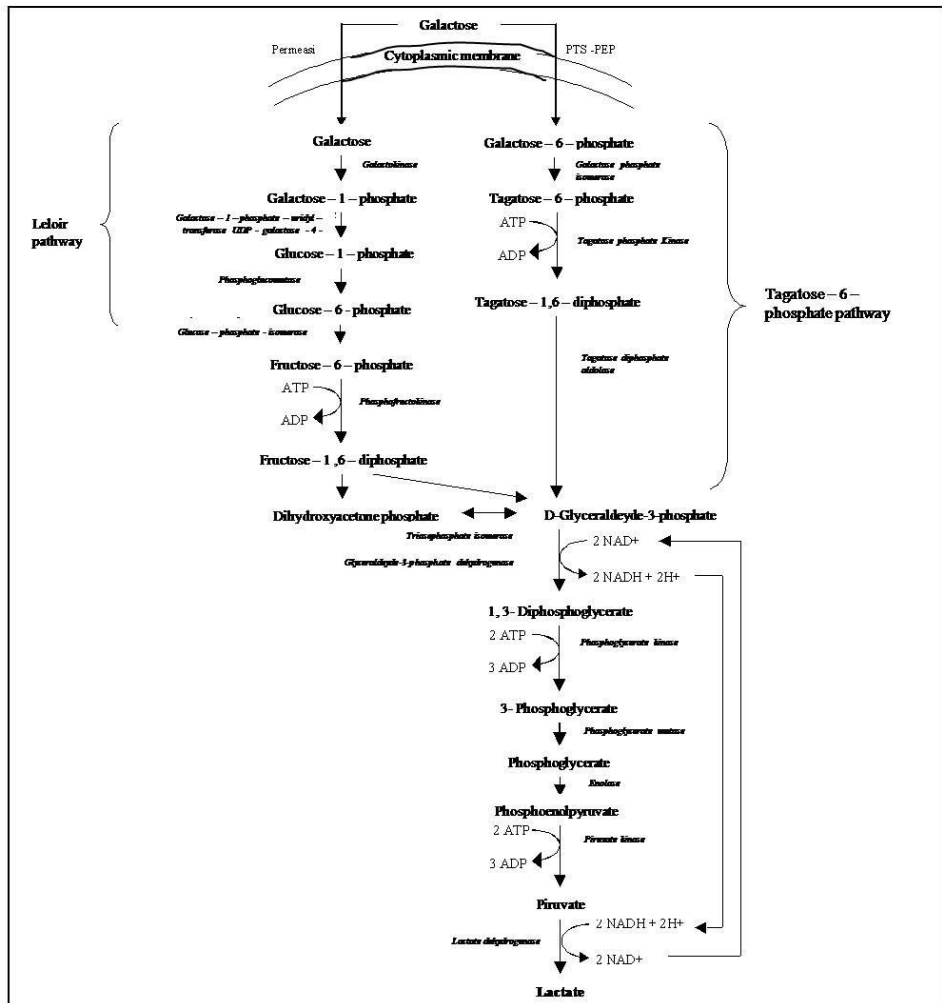 Galactose
Permeasi
PTS -PEP
Cytoplasmic membrane
Galactose
Galactokinase
Galactose – 1 – phosphate
Galactose – 1 – phosphate – uridyl –
transferase UDP - galactose - 4 -
Glucose – 1 – phosphate
Phosphoglucomutase
Glucose – 6 - phosphate
Glucose – phosphate - isomerase
Leloir
pathway
Fructose – 6 – phosphate
ATP
ADP
Phosphofructokinase
Fructose – 1 ,6 – diphosphate
Dihydroxyacetone phosphate
Triosephosphate isomerase
Galactose – 6 – phosphate
Galactose phosphate
isomerase
Tagatose – 6 – phosphate
ATP
ADP
Tagatose phosphate Kinase
Tagatose – 1,6 – diphosphate
Tagatose diphosphate
aldolase
Tagatose – 6 –
phosphate pathway
D-Glyceraldeyde-3-phosphate
Glyceraldeyde-3-phosphate dehydrogenase
2 NAD+
2 NADH + 2H+
1, 3- Diphosphoglycerate
2 ATP
3 ADP
Phosphoglycerate kinase
3- Phosphoglycerate
Phosphoglycerate mutase
Phosphoglycerate
Enolase
Phosphoenolpyruvate
2 ATP
3 ADP
Piruvate kinase
Piruvate
2 NADH + 2H+
2 NAD+
Lactate dehydrogenase
Lactate